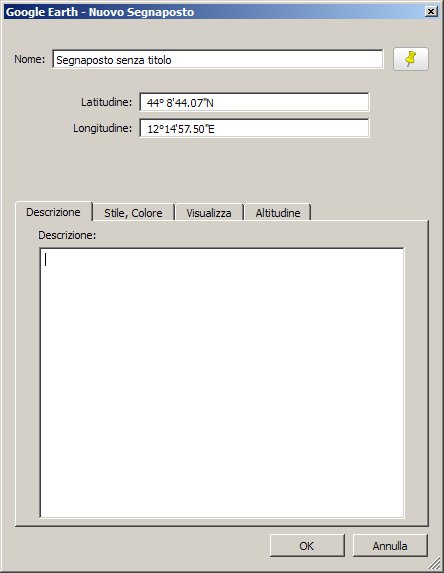 Google Earth - Nuovo Segnaposto
Nome: Segnaposto senza titolo
Latitudine: 44° 8'44.07"N
Longitudine: 12°14'57.50"E
Descrizione Stile, Colore Visualizza Altitudine
Descrizione:
OK Annulla